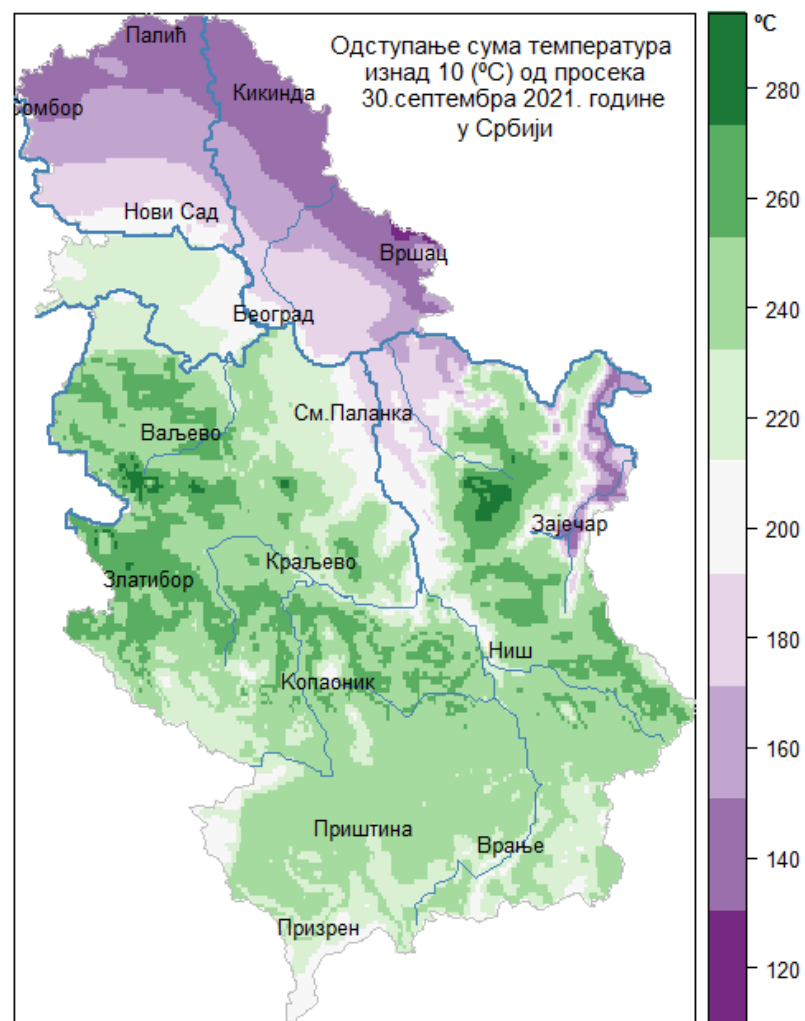 Одступање сума температура
изнад 10 (ºC) од просека
30.септембра 2021. године
у Србији
ºC
280
260
240
220
200
180
160
140
120
Палић
Кикинда
Сомбор
Нови Сад
Вршац
Београд
См.Паланка
Ваљево
Зајечар
Краљево
Златибор
Ниш
Копаоник
Приштина
Врање
Призрен